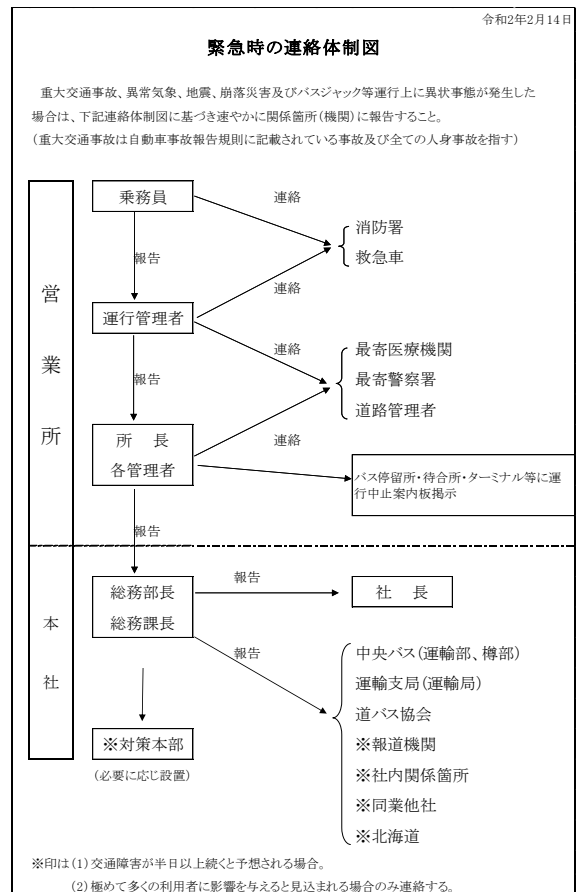 令和2年2月14日
緊急時の連絡体制図
重大交通事故、異常気象、地震、崩落災害及びバスジャック等運行上に異状事態が発生した
場合は、下記連絡体制図に基づき速やかに関係箇所(機関)に報告すること。
(重大交通事故は自動車事故報告規則に記載されている事故及び全ての人身事故を指す)
営業所
乗務員
連絡
消防署
救急車
報告
連絡
運行管理者
連絡
最寄医療機関
最寄警察署
道路管理者
報告
連絡
所 長
各管理者
バス停留所・待合所・ターミナル等に運
行中止案内板掲示
報告
本社
総務部長
総務課長
報告
社 長
報告
中央バス(運輸部、樽部)
運輸支局(運輸局)
道バス協会
※報道機関
※社内関係箇所
※同業他社
※北海道
※対策本部
(必要に応じ設置)
※印は(1)交通障害が半日以上続くと予想される場合。
(2)極めて多くの利用者に影響を与えると見込まれる場合のみ連絡する。